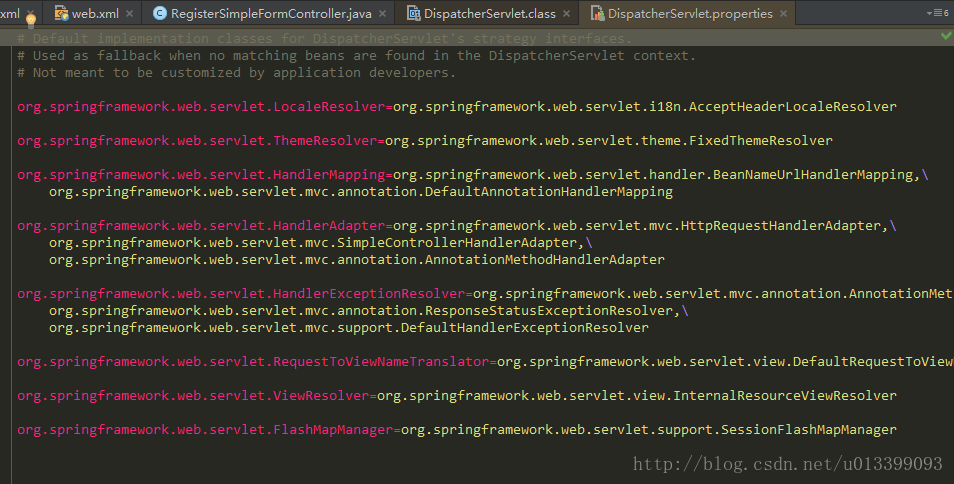 xml
web.xml
RegisterSimpleFormController.java
DispatcherServlet.class
DispatcherServlet.properties
6
# Default implementation classes for DispatcherServlet's strategy interfaces.
# Used as fallback when no matching beans are found in the DispatcherServlet context.
# Not meant to be customized by application developers.
org.springframework.web.servlet.LocaleResolver=org.springframework.web.servlet.i18n.AcceptHeaderLocaleResolver
org.springframework.web.servlet.ThemeResolver=org.springframework.web.servlet.theme.FixedThemeResolver
org.springframework.web.servlet.HandlerMapping=org.springframework.web.servlet.handler.BeanNameUrlHandlerMapping,\
org.springframework.web.servlet.mvc.annotation.DefaultAnnotationHandlerMapping
org.springframework.web.servlet.HandlerAdapter=org.springframework.web.servlet.mvc.HttpRequestHandlerAdapter,\
org.springframework.web.servlet.mvc.SimpleControllerHandlerAdapter,\
org.springframework.web.servlet.mvc.annotation.AnnotationMethodHandlerAdapter
org.springframework.web.servlet.HandlerExceptionResolver=org.springframework.web.servlet.mvc.annotation.AnnotationMet
org.springframework.web.servlet.mvc.annotation.ResponseStatusExceptionResolver,\
org.springframework.web.servlet.mvc.support.DefaultHandlerExceptionResolver
org.springframework.web.servlet.RequestToViewNameTranslator=org.springframework.web.servlet.view.DefaultRequestToView
org.springframework.web.servlet.ViewResolver=org.springframework.web.servlet.view.InternalResourceViewResolver
org.springframework.web.servlet.FlashMapManager=org.springframework.web.servlet.support.SessionFlashMapManager
http://blog.csdn.net/u013399093